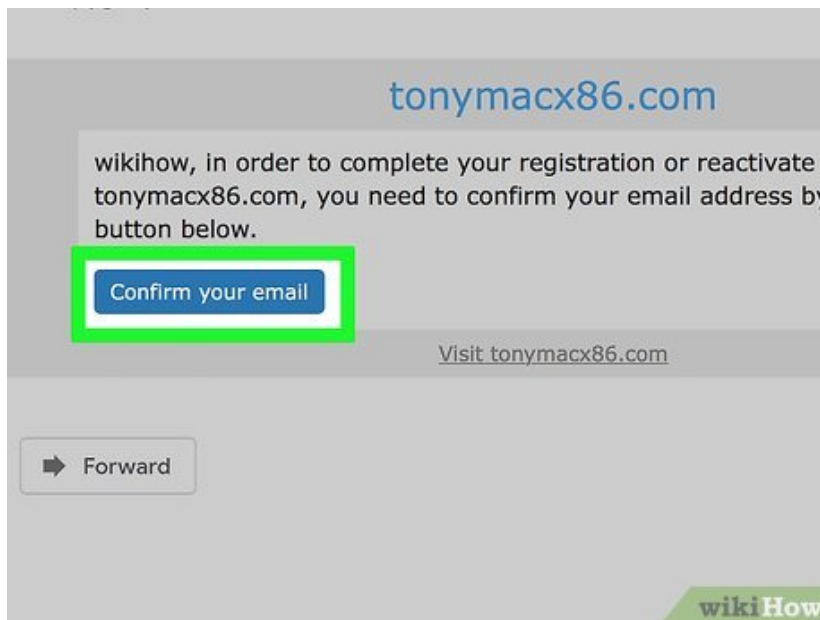 tonymacx86.com
wikihow, in order to complete your registration or reactivate
tonymacx86.com, you need to confirm your email address by
button below.
Confirm your email
Visit tonymacx86.com
Forward
wikiHow